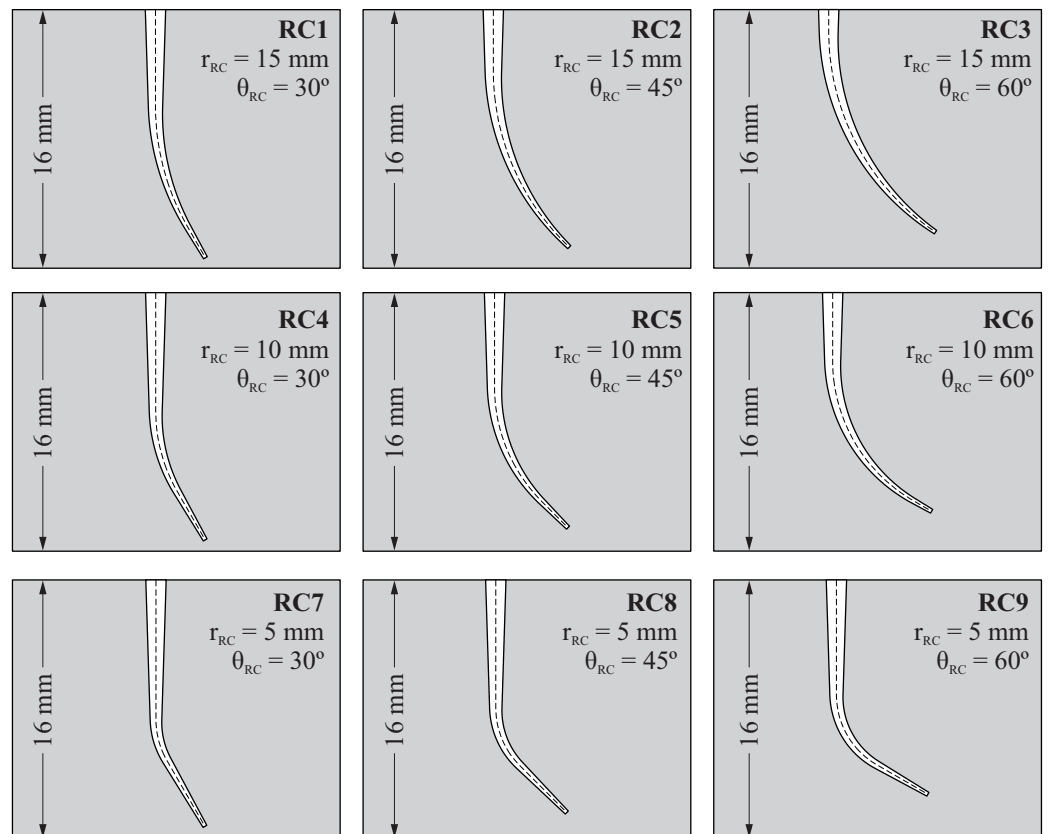 RC1
r_RC = 15 mm
θ_RC = 30º
16 mm
RC2
r_RC = 15 mm
θ_RC = 45º
16 mm
RC3
r_RC = 15 mm
θ_RC = 60º
16 mm
RC4
r_RC = 10 mm
θ_RC = 30º
16 mm
RC5
r_RC = 10 mm
θ_RC = 45º
16 mm
RC6
r_RC = 10 mm
θ_RC = 60º
16 mm
RC7
r_RC = 5 mm
θ_RC = 30º
16 mm
RC8
r_RC = 5 mm
θ_RC = 45º
16 mm
RC9
r_RC = 5 mm
θ_RC = 60º
16 mm